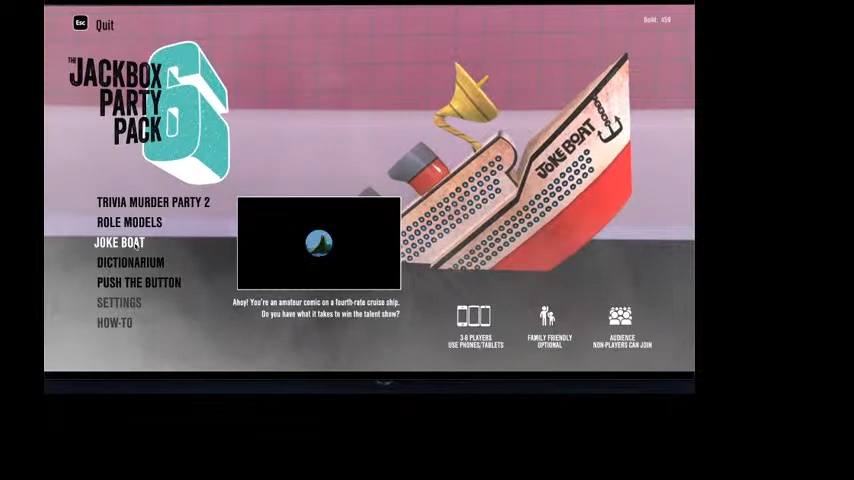 Esc Quit
Build: 459
THE
JACKBOX
PARTY
PACK
6
JOKE BOAT
TRIVIA MURDER PARTY 2
ROLE MODELS
JOKE BOAT
DICTIONARIUM
PUSH THE BUTTON
SETTINGS
HOW-TO
Ahoy! You're an amateur comic on a fourth-rate cruise ship.
Do you have what it takes to win the talent show?
3-8 PLAYERS
USE PHONES/TABLETS
FAMILY FRIENDLY
OPTIONAL
AUDIENCE
NON-PLAYERS CAN JOIN